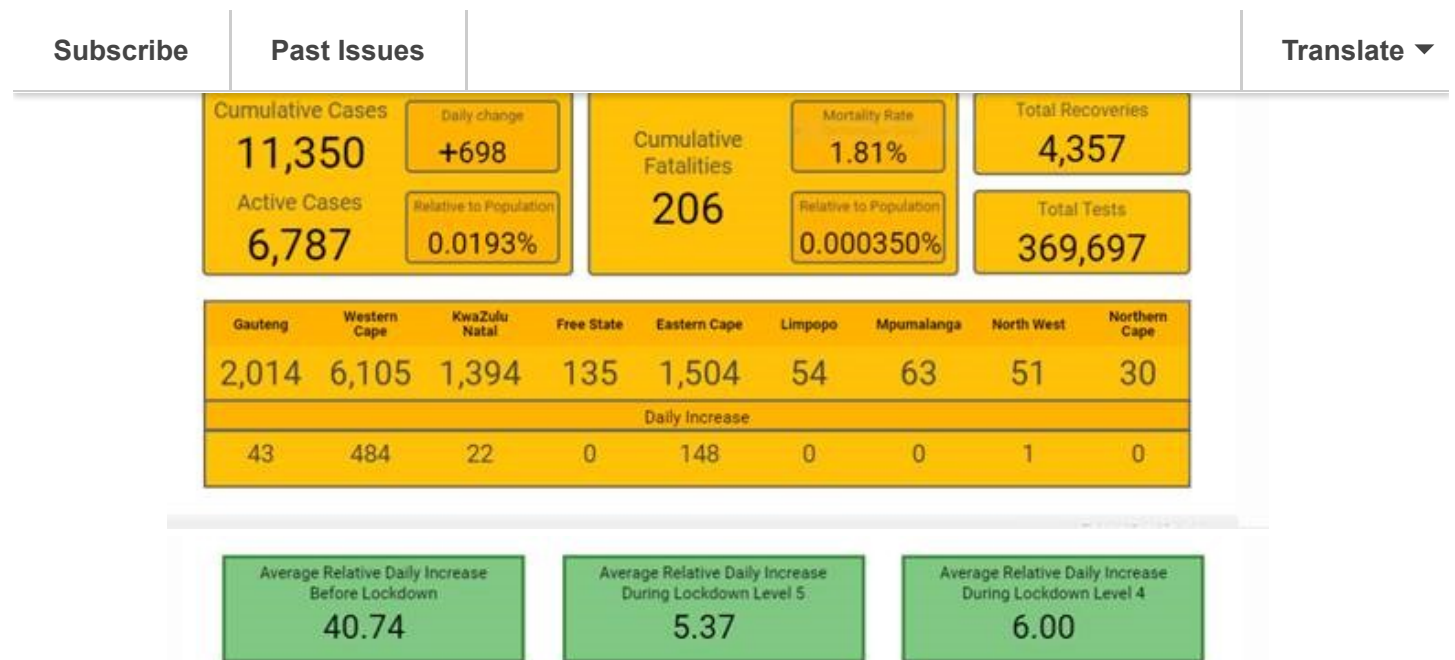 Subscribe
Past Issues
Translate
Cumulative Cases
11,350
Daily change
+698
Active Cases
6,787
Relative to Population
0.0193%
Cumulative
Fatalities
206
Mortality Rate
1.81%
Relative to Population
0.000350%
Total Recoveries
4,357
Total Tests
369,697
Gauteng
Western
Cape
KwaZulu
Natal
Free State
Eastern Cape
Limpopo
Mpumalanga
North West
Northern
Cape
2,014 6,105 1,394 135 1,504 54 63 51 30
Daily Increase
43 484 22 0 148 0 0 1 0
Average Relative Daily Increase
Before Lockdown
40.74
Average Relative Daily Increase
During Lockdown Level 5
5.37
Average Relative Daily Increase
During Lockdown Level 4
6.00